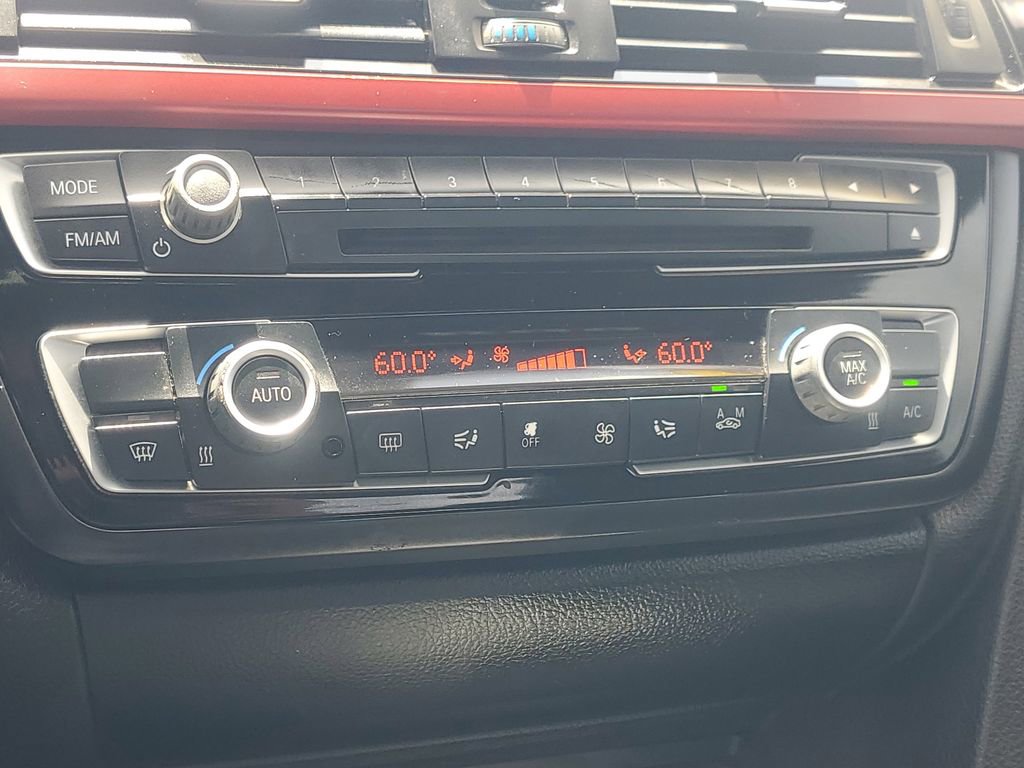 MODE 1 2 3 4 5 6 7 8
FM/AM
60.0° 60.0°
AUTO
MAX
A/C
A M
A/C
OFF